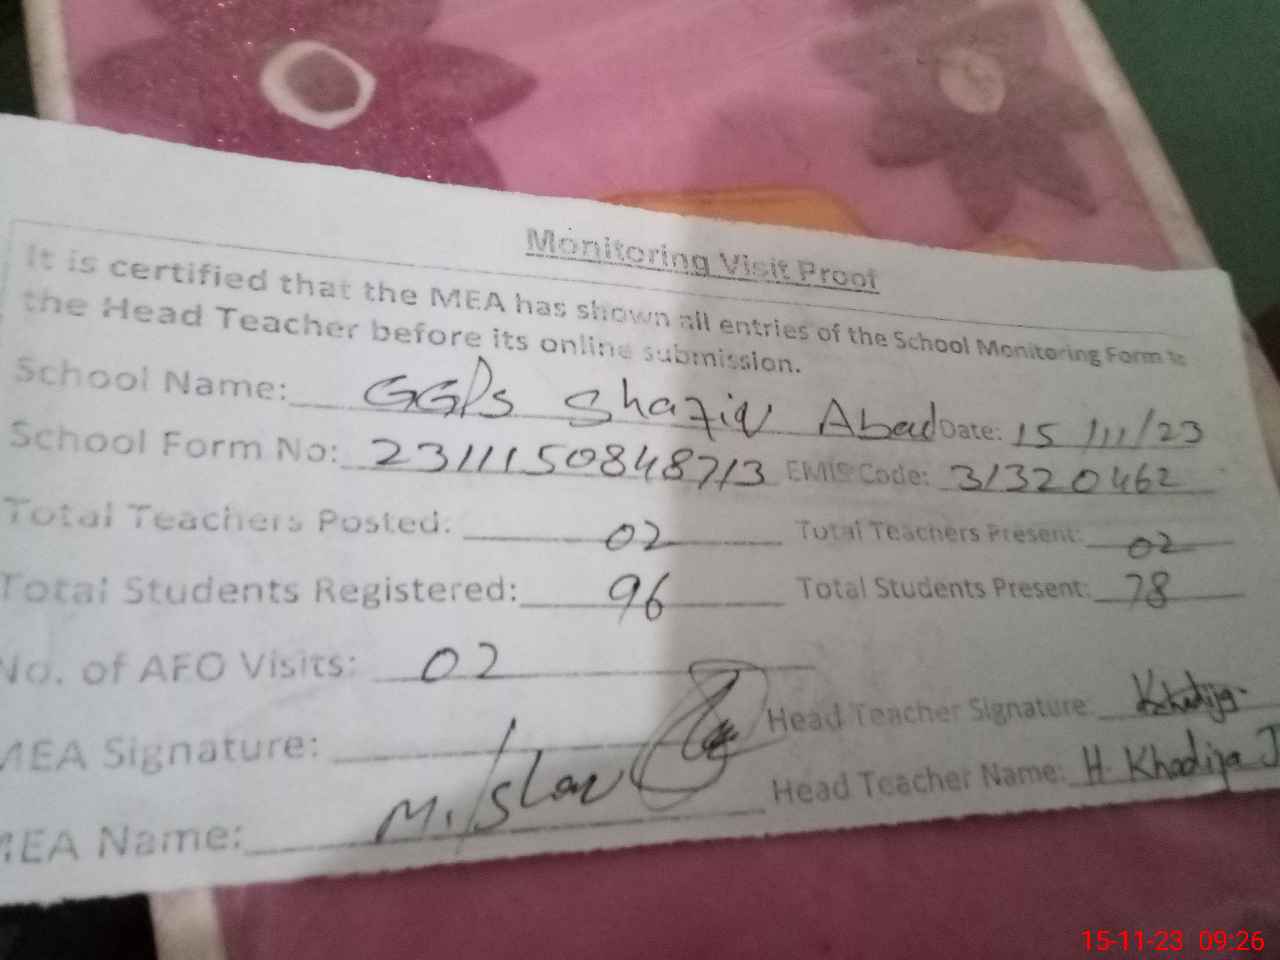 Monitoring Visit Proof
It is certified that the MEA has shown all entries of the School Monitoring Form to
the Head Teacher before its online submission.
School Name: GGPS Shafiq Abad Date: 15/11/23
School Form No: 2311150848713 EMIS Code: 31320462
Total Teachers Posted: 02 Total Teachers Present: 02
Total Students Registered: 96 Total Students Present: 78
No. of AEO Visits: 02
MEA Signature: Head Teacher Signature: Khadija
MEA Name: M. Islam Head Teacher Name: H. Khadija J
15-11-23 09:26